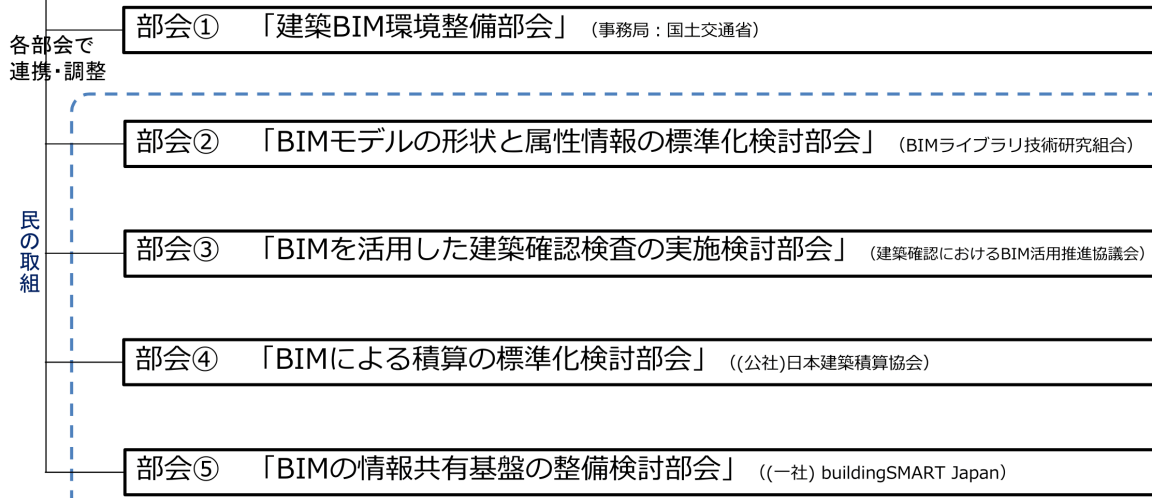 部会① 「建築BIM環境整備部会」 （事務局：国土交通省）
各部会で
連携・調整
部会② 「BIMモデルの形状と属性情報の標準化検討部会」 （BIMライブラリ技術研究組合）
民の取組
部会③ 「BIMを活用した建築確認検査の実施検討部会」 （建築確認におけるBIM活用推進協議会）
部会④ 「BIMによる積算の標準化検討部会」 （(公社)日本建築積算協会）
部会⑤ 「BIMの情報共有基盤の整備検討部会」 （(一社) buildingSMART Japan）